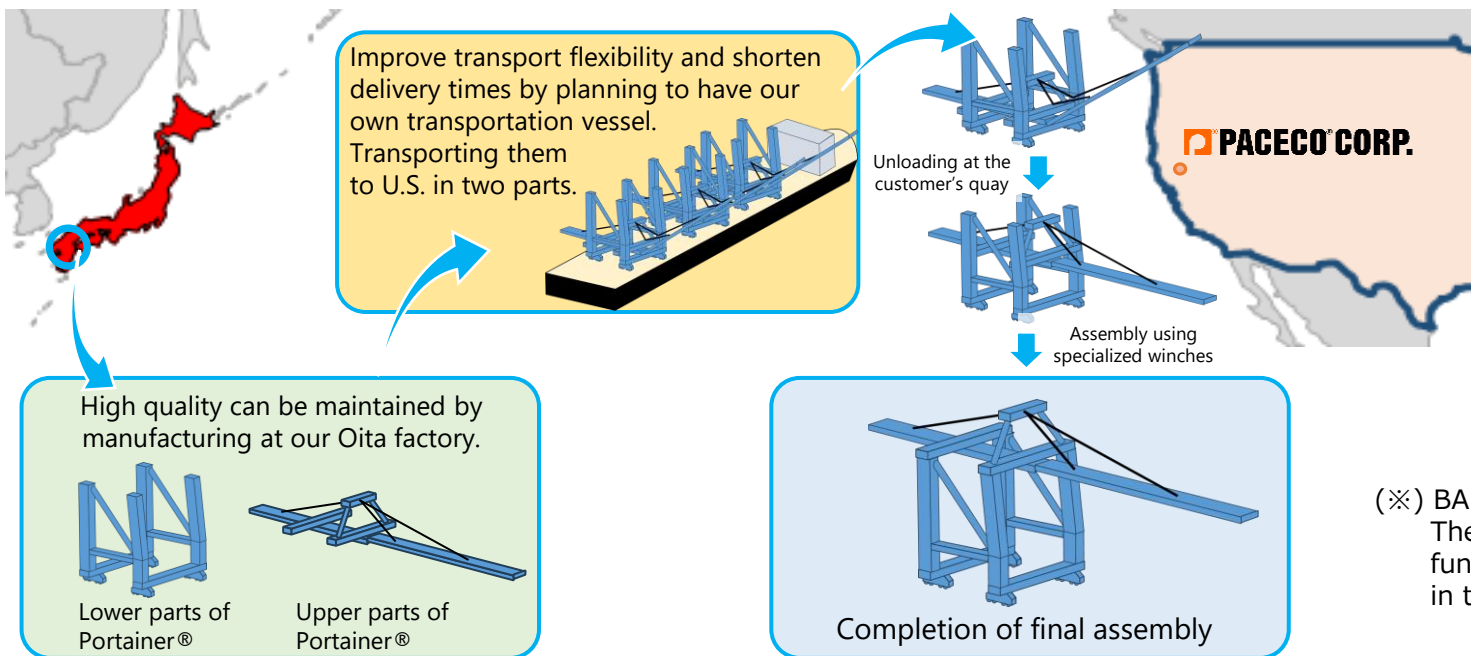 Improve transport flexibility and shorten
delivery times by planning to have our
own transportation vessel.
Transporting them
to U.S. in two parts.
Unloading at the
customer's quay
PACECO® CORP.
Assembly using
specialized winches
High quality can be maintained by
manufacturing at our Oita factory.
Lower parts of
Portainer®
Upper parts of
Portainer®
Completion of final assembly
(※) BA
The
fun
in t